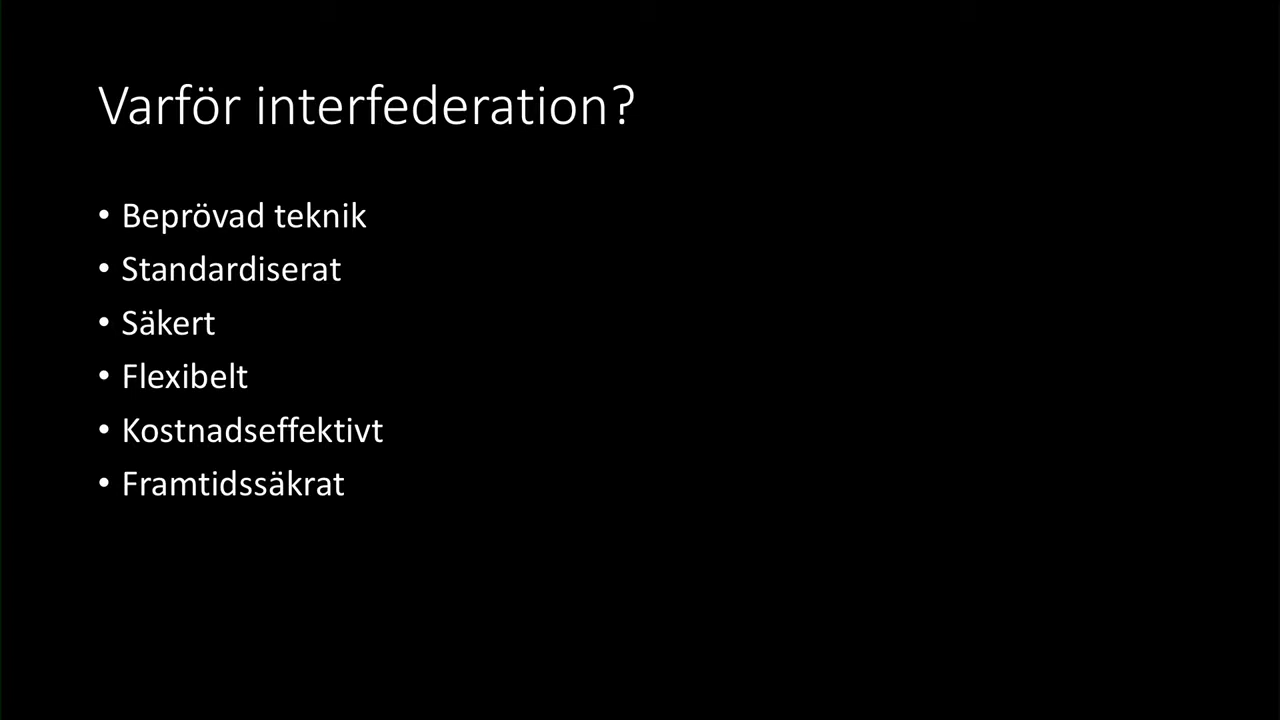 Varför interfederation?
• Beprövad teknik
• Standardiserat
• Säkert
• Flexibelt
• Kostnadseffektivt
• Framtidssäkrat